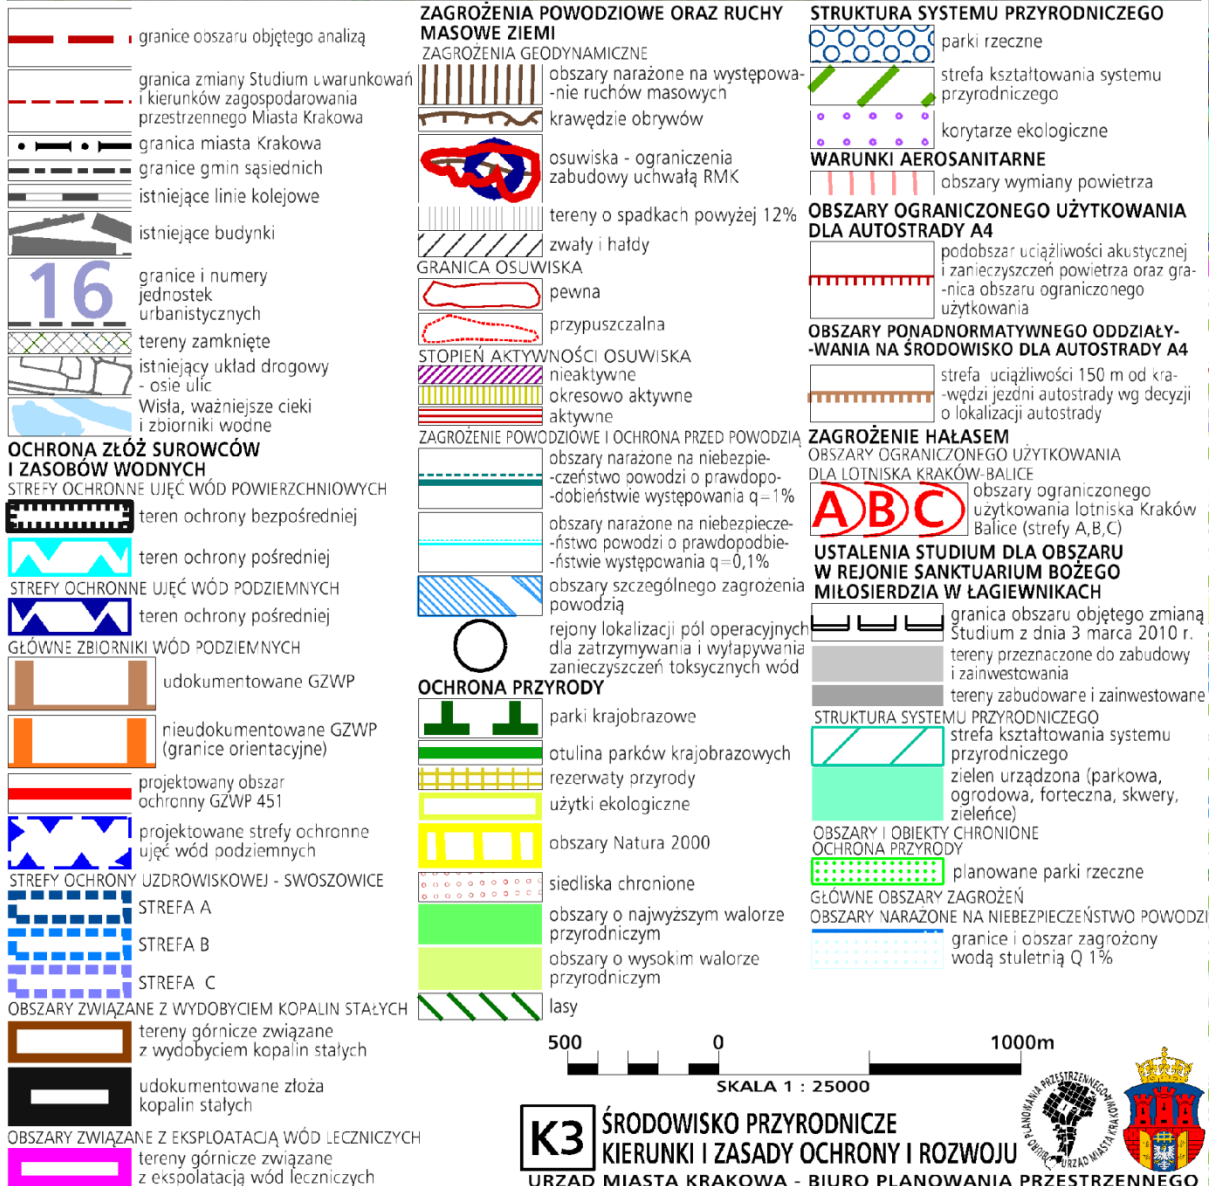 granice obszaru objętego analizą
granica zmiany Studium uwarunkowań
i kierunków zagospodarowania
przestrzennego Miasta Krakowa
granica miasta Krakowa
granice gmin sąsiednich
istniejące linie kolejowe
istniejące budynki
16
granice i numery
jednostek
urbanistycznych
tereny zamknięte
istniejący układ drogowy
- osie ulic
Wisła, ważniejsze cieki
i zbiorniki wodne
OCHRONA ZŁÓŻ SUROWCÓW
I ZASOBÓW WODNYCH
STREFY OCHRONNE UJĘĆ WÓD POWIERZCHNIOWYCH
teren ochrony bezpośredniej
teren ochrony pośredniej
STREFY OCHRONNE UJĘĆ WÓD PODZIEMNYCH
teren ochrony pośredniej
GŁÓWNE ZBIORNIKI WÓD PODZIEMNYCH
udokumentowane GZWP
nieudokumentowane GZWP
(granice orientacyjne)
projektowany obszar
ochronny GZWP 451
projektowane strefy ochronne
ujęć wód podziemnych
STREFY OCHRONY UZDROWISKOWEJ - SWOSZOWICE
STREFA A
STREFA B
STREFA C
OBSZARY ZWIĄZANE Z WYDOBYCIEM KOPALIN STAŁYCH
tereny górnicze związane
z wydobyciem kopalin stałych
udokumentowane złoża
kopalin stałych
OBSZARY ZWIĄZANE Z EKSPLOATACJĄ WÓD LECZNICZYCH
tereny górnicze związane
z ekspolatacją wód leczniczych
ZAGROŻENIA POWODZIOWE ORAZ RUCHY
MASOWE ZIEMI
ZAGROŻENIA GEODYNAMICZNE
obszary narażone na występowa-
-nie ruchów masowych
krawędzie obrywów
osuwiska - ograniczenia
zabudowy uchwałą RMK
tereny o spadkach powyżej 12%
zwały i hałdy
GRANICA OSUWISKA
pewna
przypuszczalna
STOPIEŃ AKTYWNOŚCI OSUWISKA
nieaktywne
okresowo aktywne
aktywne
ZAGROŻENIE POWODZIOWE I OCHRONA PRZED POWODZIĄ
obszary narażone na niebezpie-
-czeństwo powodzi o prawdopo-
-dobieństwie występowania q=1%
obszary narażone na niebezpiecze-
-ństwo powodzi o prawdopodbie-
-ństwie występowania q=0,1%
obszary szczególnego zagrożenia
powodzią
rejony lokalizacji pól operacyjnych
dla zatrzymywania i wyłapywania
zanieczyszczeń toksycznych wód
OCHRONA PRZYRODY
parki krajobrazowe
otulina parków krajobrazowych
rezerwaty przyrody
użytki ekologiczne
obszary Natura 2000
siedliska chronione
obszary o najwyższym walorze
przyrodniczym
obszary o wysokim walorze
przyrodniczym
lasy
STRUKTURA SYSTEMU PRZYRODNICZEGO
parki rzeczne
strefa kształtowania systemu
przyrodniczego
korytarze ekologiczne
WARUNKI AEROSANITARNE
obszary wymiany powietrza
OBSZARY OGRANICZONEGO UŻYTKOWANIA
DLA AUTOSTRADY A4
podobszar uciążliwości akustycznej
i zanieczyszczeń powietrza oraz gra-
-nica obszaru ograniczonego
użytkowania
OBSZARY PONADNORMATYWNEGO ODDZIAŁY-
-WANIA NA ŚRODOWISKO DLA AUTOSTRADY A4
strefa uciążliwości 150 m od kra-
-wędzi jezdni autostrady wg decyzji
o lokalizacji autostrady
ZAGROŻENIE HAŁASEM
OBSZARY OGRANICZONEGO UŻYTKOWANIA
DLA LOTNISKA KRAKÓW-BALICE
A B C
obszary ograniczonego
użytkowania lotniska Kraków
Balice (strefy A,B,C)
USTALENIA STUDIUM DLA OBSZARU
W REJONIE SANKTUARIUM BOŻEGO
MIŁOSIERDZIA W ŁAGIEWNIKACH
granica obszaru objętego zmianą
Studium z dnia 3 marca 2010 r.
tereny przeznaczone do zabudowy
i zainwestowania
tereny zabudowane i zainwestowane
STRUKTURA SYSTEMU PRZYRODNICZEGO
strefa kształtowania systemu
przyrodniczego
zielen urządzona (parkowa,
ogrodowa, forteczna, skwery,
zieleńce)
OBSZARY I OBIEKTY CHRONIONE
OCHRONA PRZYRODY
planowane parki rzeczne
GŁÓWNE OBSZARY ZAGROŻEŃ
OBSZARY NARAŻONE NA NIEBEZPIECZEŃSTWO POWODZI
granice i obszar zagrożony
wodą stuletnią Q 1%
500 0 1000m
SKALA 1 : 25000
K3
ŚRODOWISKO PRZYRODNICZE
KIERUNKI I ZASADY OCHRONY I ROZWOJU
BIURO PLANOWANIA PRZESTRZENNEGO
URZĄD MIASTA KRAKOWA
URZĄD MIASTA KRAKOWA - BIURO PLANOWANIA PRZESTRZENNEGO